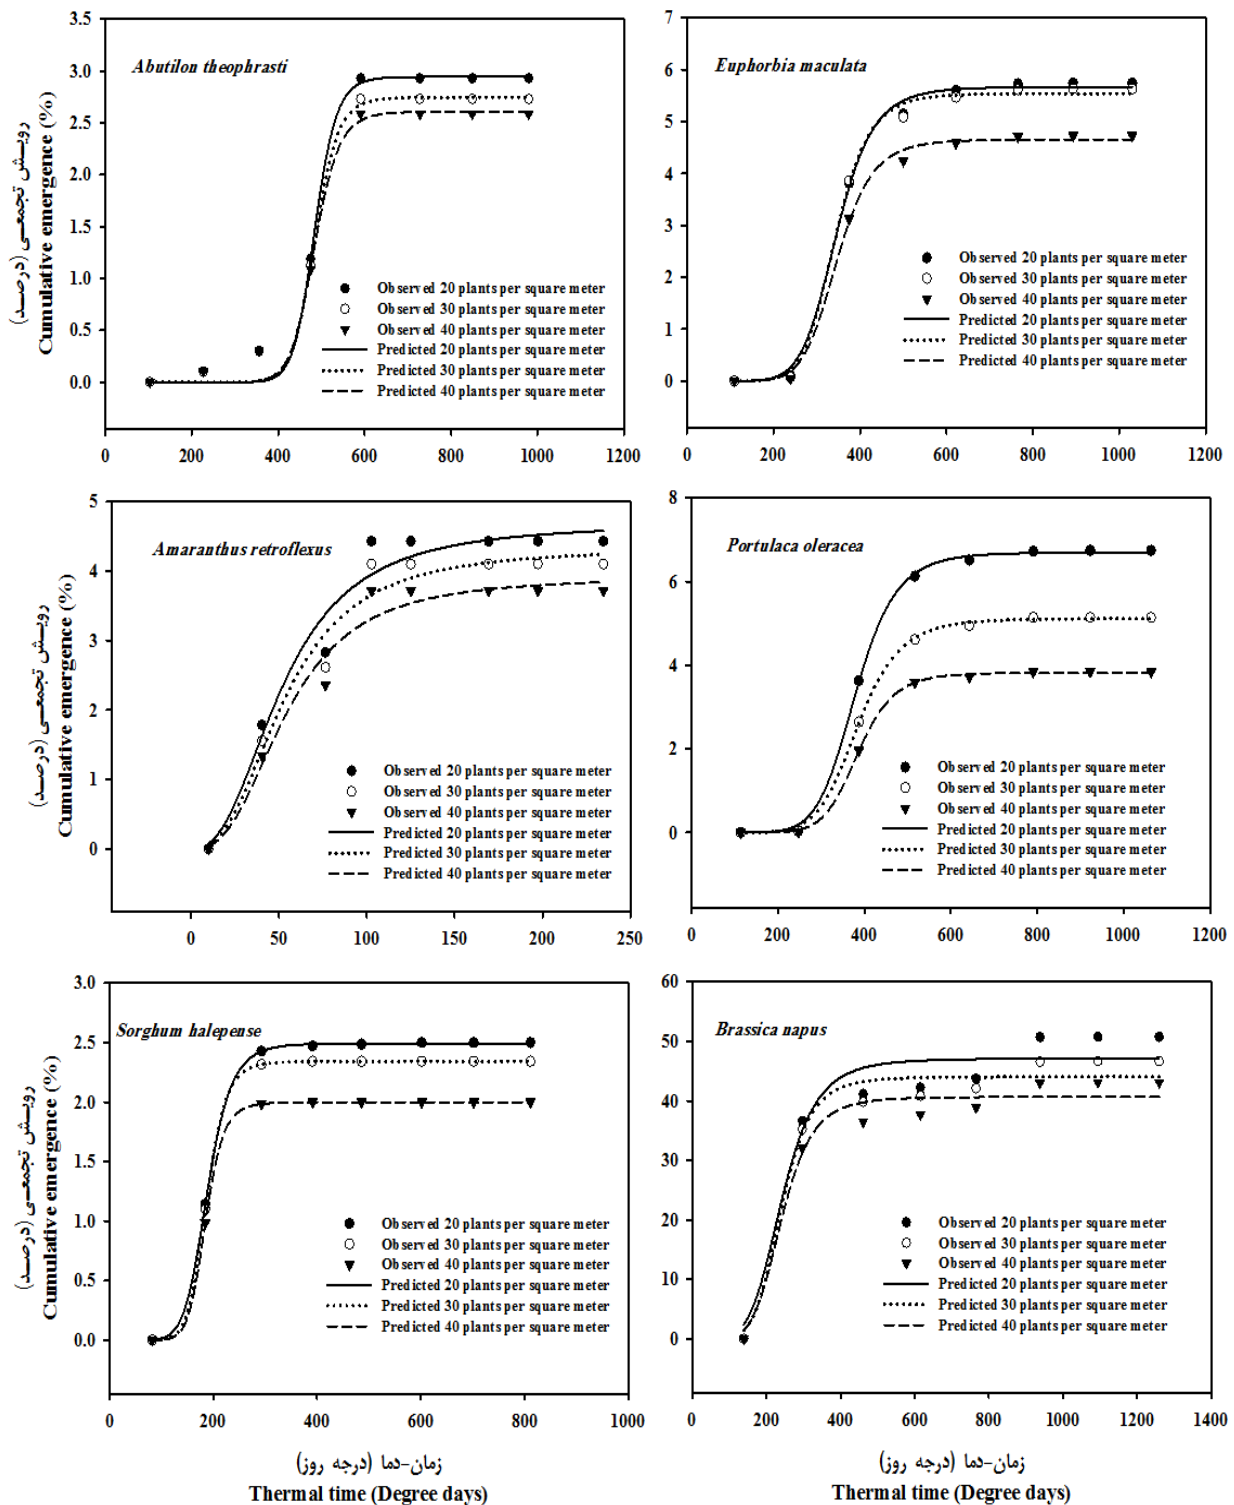 Abutilon theophrasti
رویش تجمعی (درصد)
Cumulative emergence (%)
3.5
3.0
2.5
2.0
1.5
1.0
0.5
0.0
Observed 20 plants per square meter
Observed 30 plants per square meter
Observed 40 plants per square meter
Predicted 20 plants per square meter
Predicted 30 plants per square meter
Predicted 40 plants per square meter
0 200 400 600 800 1000 1200
Euphorbia maculata
7
6
5
4
3
2
1
0
Observed 20 plants per square meter
Observed 30 plants per square meter
Observed 40 plants per square meter
Predicted 20 plants per square meter
Predicted 30 plants per square meter
Predicted 40 plants per square meter
0 200 400 600 800 1000 1200
Amaranthus retroflexus
رویش تجمعی (درصد)
Cumulative emergence (%)
5
4
3
2
1
0
Observed 20 plants per square meter
Observed 30 plants per square meter
Observed 40 plants per square meter
Predicted 20 plants per square meter
Predicted 30 plants per square meter
Predicted 40 plants per square meter
0 50 100 150 200 250
Portulaca oleracea
8
6
4
2
0
Observed 20 plants per square meter
Observed 30 plants per square meter
Observed 40 plants per square meter
Predicted 20 plants per square meter
Predicted 30 plants per square meter
Predicted 40 plants per square meter
0 200 400 600 800 1000 1200
Sorghum halepense
رویش تجمعی (درصد)
Cumulative emergence (%)
3.0
2.5
2.0
1.5
1.0
0.5
0.0
Observed 20 plants per square meter
Observed 30 plants per square meter
Observed 40 plants per square meter
Predicted 20 plants per square meter
Predicted 30 plants per square meter
Predicted 40 plants per square meter
0 200 400 600 800 1000
زمان-دما (درجه روز)
Thermal time (Degree days)
Brassica napus
60
50
40
30
20
10
0
Observed 20 plants per square meter
Observed 30 plants per square meter
Observed 40 plants per square meter
Predicted 20 plants per square meter
Predicted 30 plants per square meter
Predicted 40 plants per square meter
0 200 400 600 800 1000 1200 1400
زمان-دما (درجه روز)
Thermal time (Degree days)